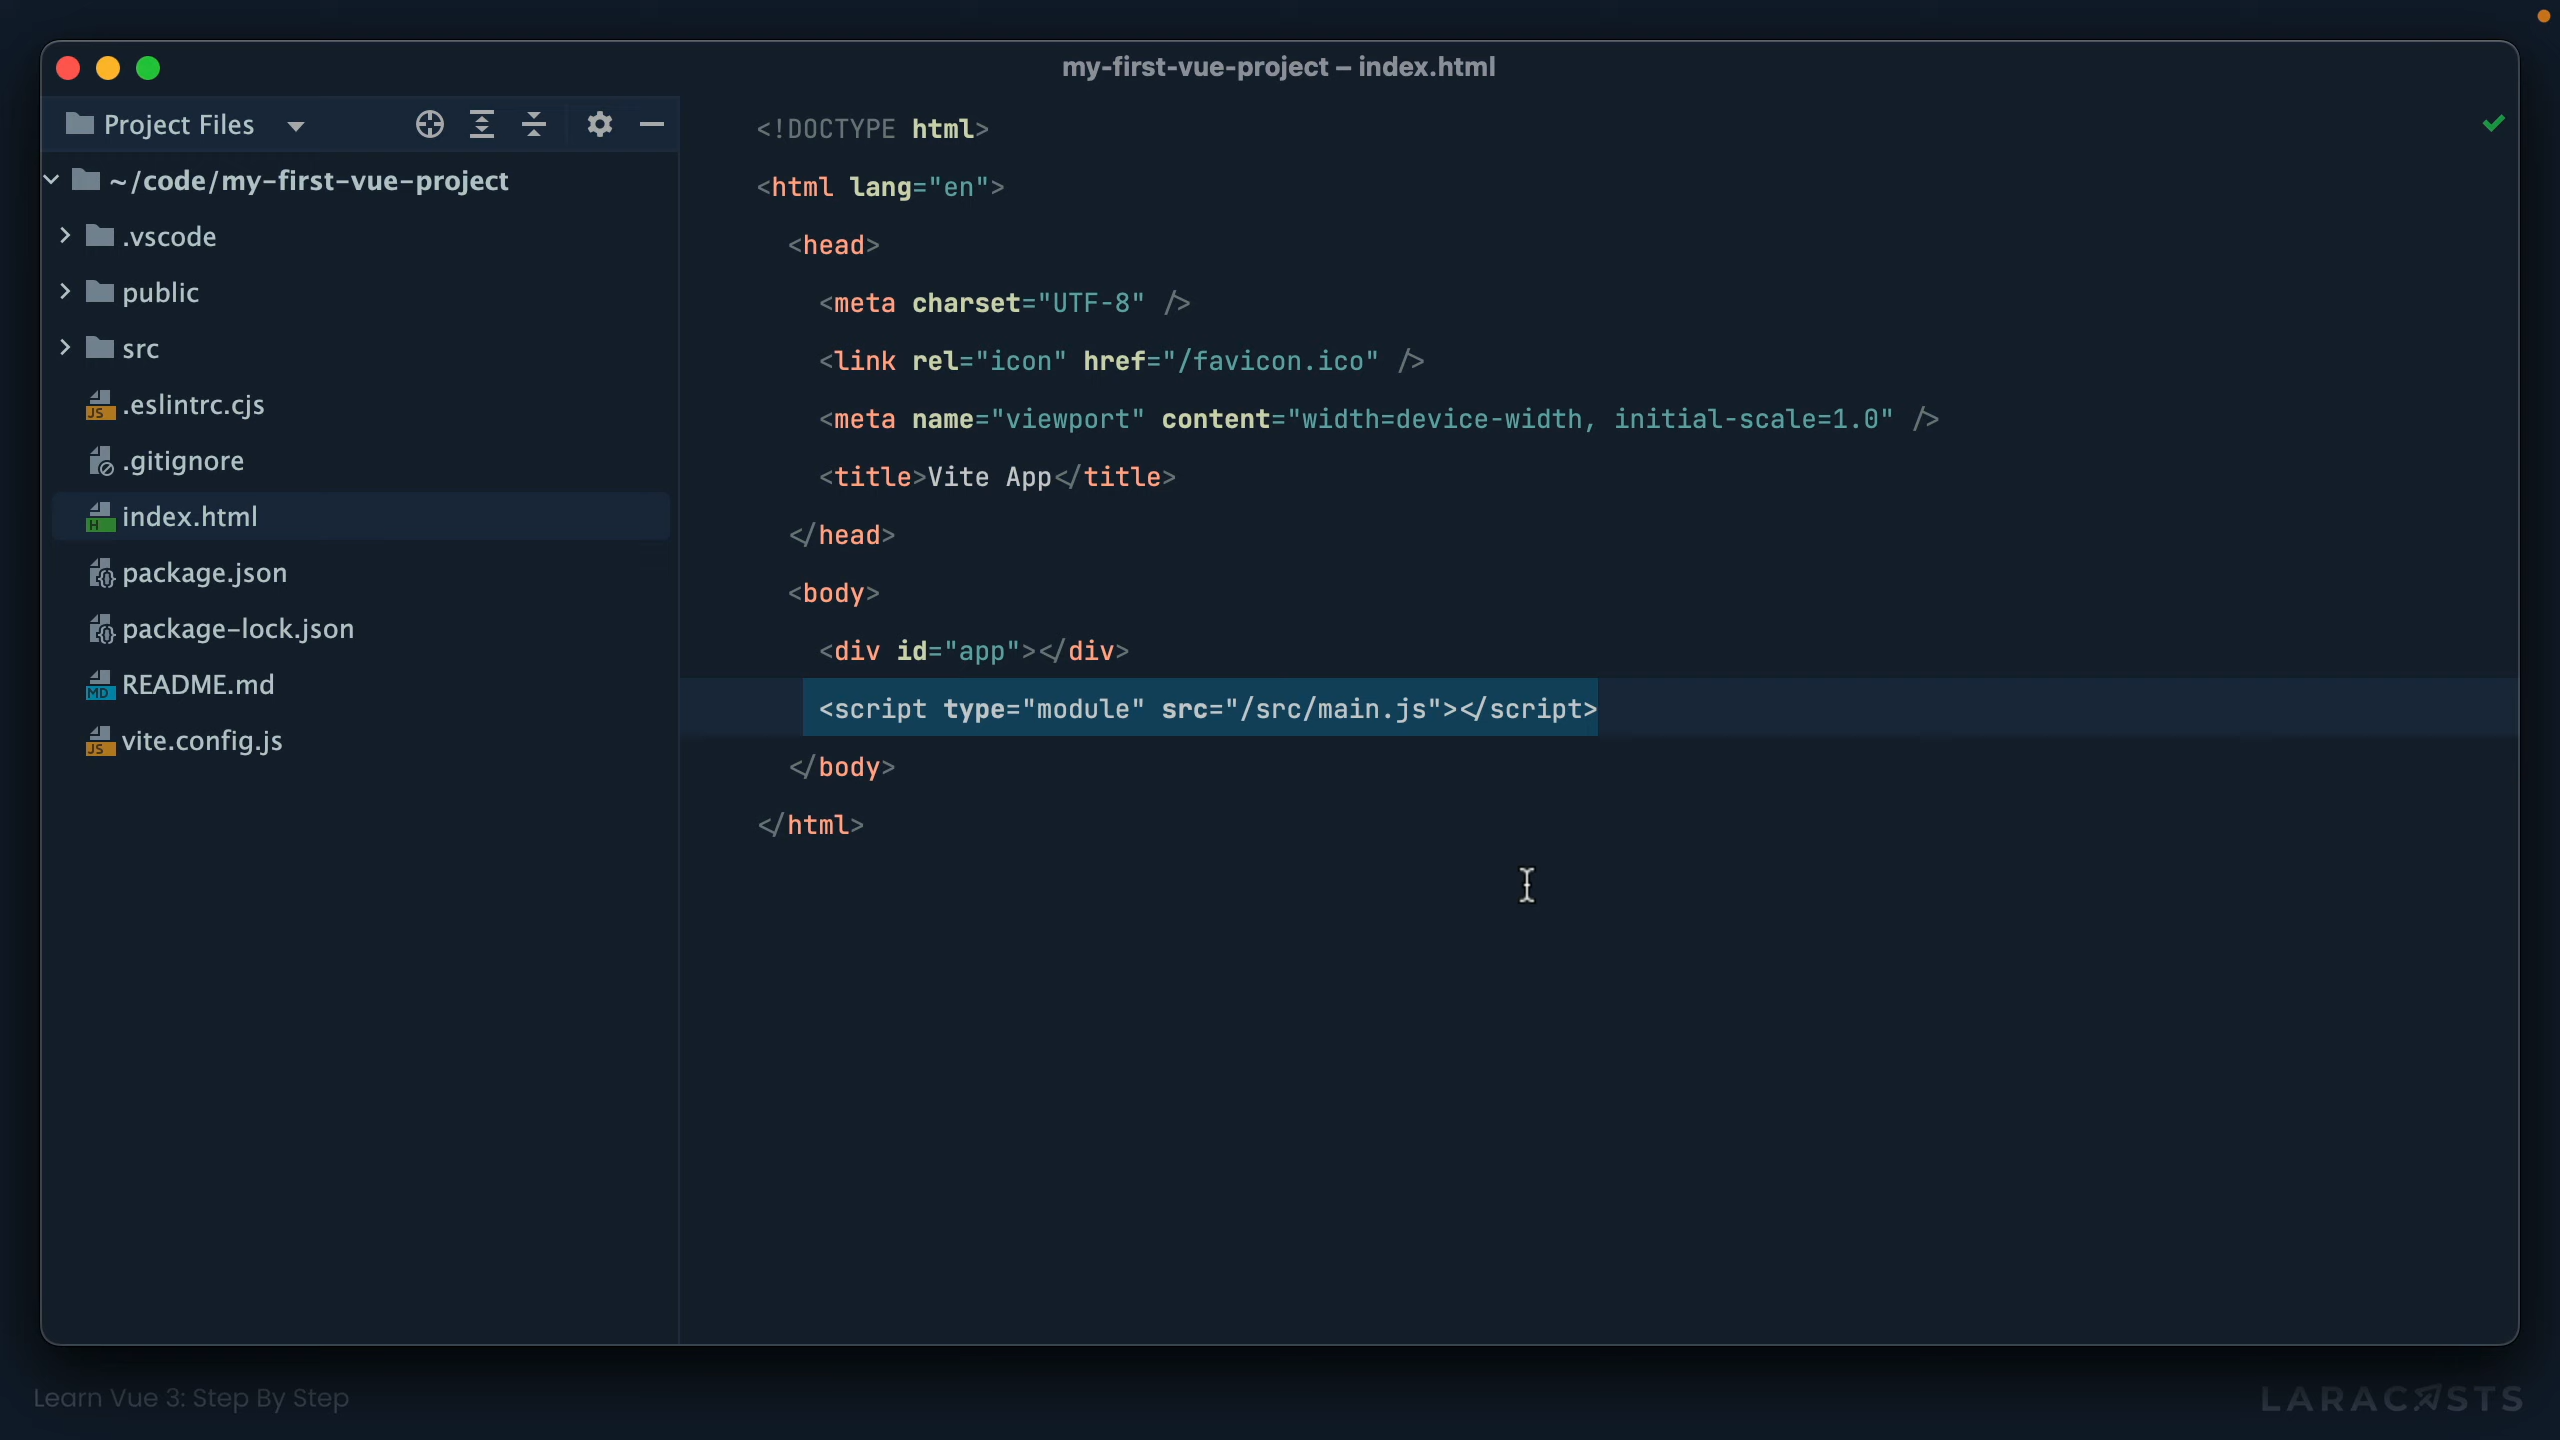 my-first-vue-project – index.html
Project Files
~/code/my-first-vue-project
.vscode
public
src
.eslintrc.cjs
.gitignore
index.html
package.json
package-lock.json
README.md
vite.config.js
<!DOCTYPE html>
<html lang="en">
<head>
<meta charset="UTF-8" />
<link rel="icon" href="/favicon.ico" />
<meta name="viewport" content="width=device-width, initial-scale=1.0" />
<title>Vite App</title>
</head>
<body>
<div id="app"></div>
<script type="module" src="/src/main.js"></script>
</body>
</html>
Learn Vue 3: Step By Step
LARACASTS